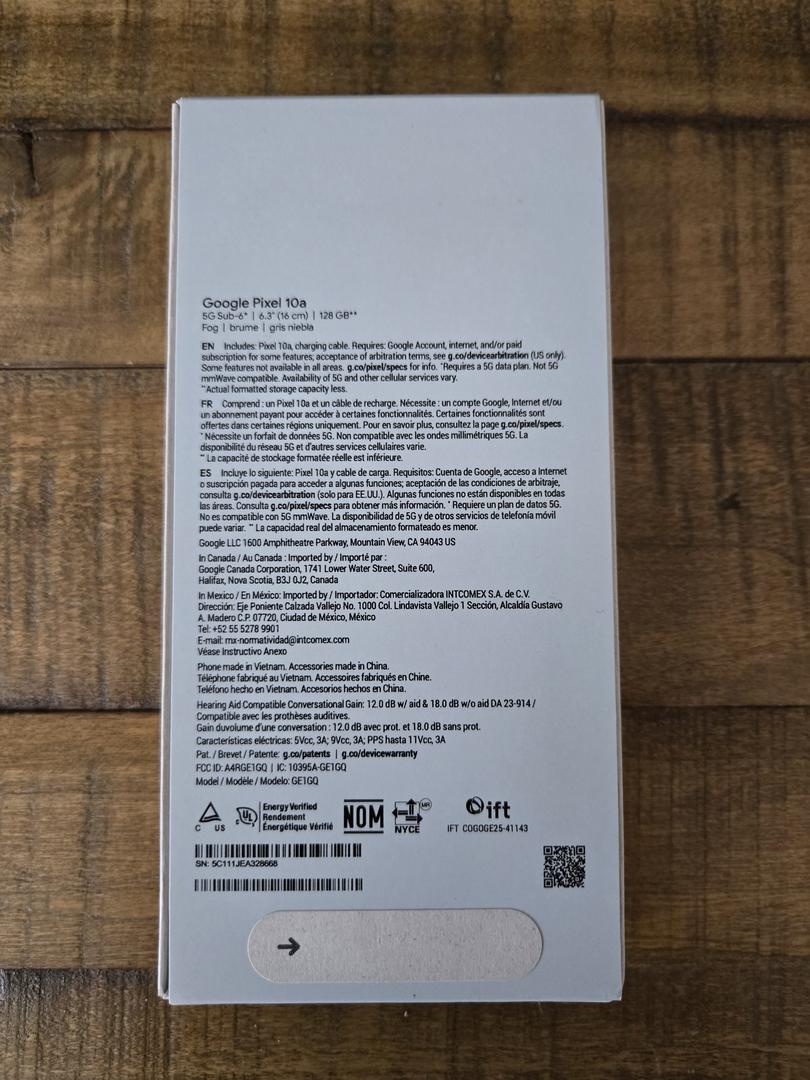 Google Pixel 10a
5G Sub-6* | 6.3" (16 cm) | 128 GB**
Fog | brume | gris niebla
EN Includes: Pixel 10a, charging cable. Requires: Google Account, internet, and/or paid
subscription for some features; acceptance of arbitration terms, see g.co/devicearbitration (US only).
Some features not available in all areas. g.co/pixel/specs for info. *Requires a 5G data plan. Not 5G
mmWave compatible. Availability of 5G and other cellular services vary.
**Actual formatted storage capacity less.
FR Comprend : un Pixel 10a et un câble de recharge. Nécessite : un compte Google, Internet et/ou
un abonnement payant pour accéder à certaines fonctionnalités. Certaines fonctionnalités sont
offertes dans certaines régions uniquement. Pour en savoir plus, consultez la page g.co/pixel/specs.
* Nécessite un forfait de données 5G. Non compatible avec les ondes millimétriques 5G. La
disponibilité du réseau 5G et d'autres services cellulaires varie.
** La capacité de stockage formatée réelle est inférieure.
ES Incluye lo siguiente: Pixel 10a y cable de carga. Requisitos: Cuenta de Google, acceso a Internet
o suscripción pagada para acceder a algunas funciones; aceptación de las condiciones de arbitraje,
consulta g.co/devicearbitration (solo para EE.UU.). Algunas funciones no están disponibles en todas
las áreas. Consulta g.co/pixel/specs para obtener más información. * Requiere un plan de datos 5G.
No es compatible con 5G mmWave. La disponibilidad de 5G y de otros servicios de telefonía móvil
puede variar. ** La capacidad real del almacenamiento formateado es menor.
Google LLC 1600 Amphitheatre Parkway, Mountain View, CA 94043 US
In Canada / Au Canada : Imported by / Importé par :
Google Canada Corporation, 1741 Lower Water Street, Suite 600,
Halifax, Nova Scotia, B3J 0J2, Canada
In Mexico / En México: Imported by / Importador: Comercializadora INTCOMEX S.A. de C.V.
Dirección: Eje Poniente Calzada Vallejo No. 1000 Col. Lindavista Vallejo 1 Sección, Alcaldía Gustavo
A. Madero C.P. 07720, Ciudad de México, México
Tel: +52 55 5278 9901
E-mail: mx-normatividad@intcomex.com
Véase Instructivo Anexo
Phone made in Vietnam. Accessories made in China.
Téléphone fabriqué au Vietnam. Accessoires fabriqués en Chine.
Teléfono hecho en Vietnam. Accesorios hechos en China.
Hearing Aid Compatible Conversational Gain: 12.0 dB w/ aid & 18.0 dB w/o aid DA 23-914 /
Compatible avec les prothèses auditives.
Gain duvolume d'une conversation : 12.0 dB avec prot. et 18.0 dB sans prot.
Características eléctricas: 5Vcc, 3A; 9Vcc, 3A; PPS hasta 11Vcc, 3A
Pat. / Brevet / Patente: g.co/patents | g.co/devicewarranty
FCC ID: A4RGE1GQ | IC: 10395A-GE1GQ
Model / Modèle / Modelo: GE1GQ
C US
UL
Energy Verified
Rendement
Énergétique Vérifié
NOM
MR
NYCE
ift
IFT COGOGE25-41143
SN: 5C111JEA328668